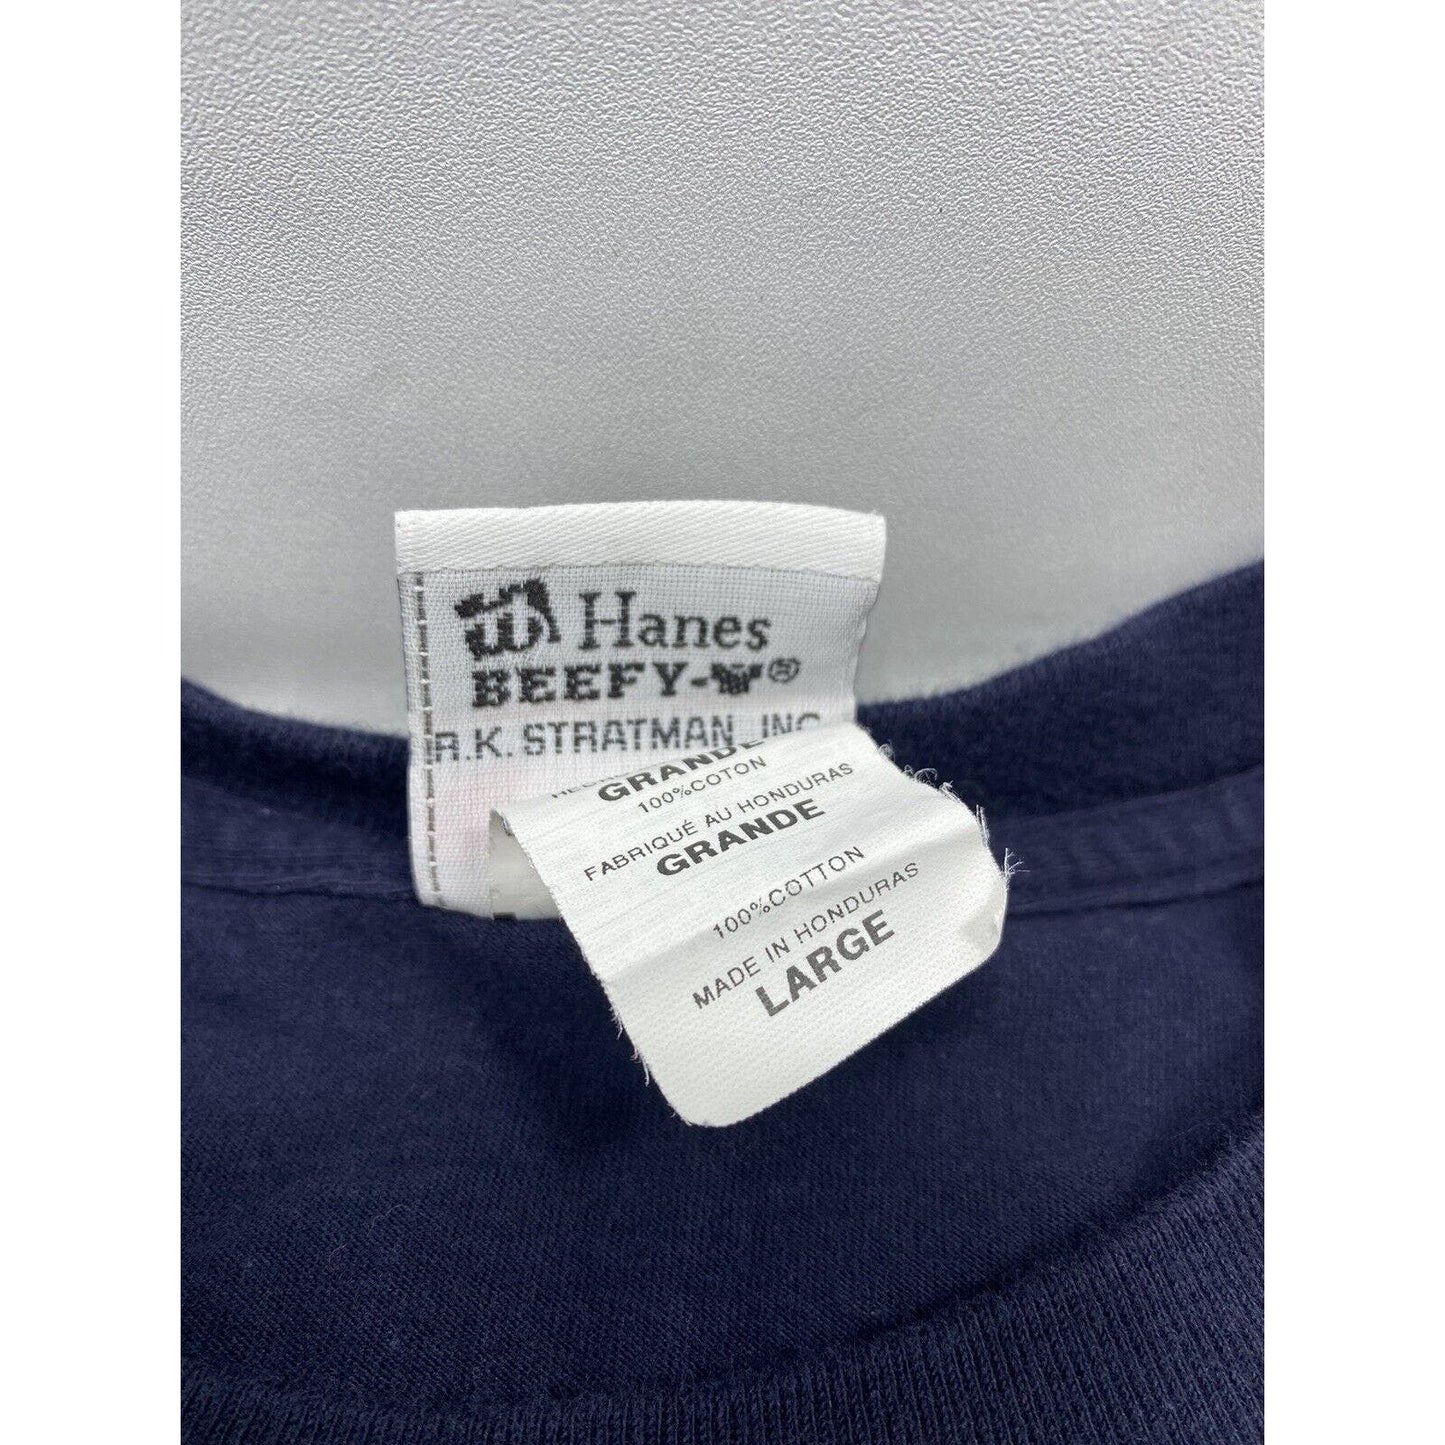 Hanes
BEEFY-®
R.K. STRATMAN, INC
GRANDE
100%COTON
FABRIQUÉ AU HONDURAS
GRANDE
100%COTTON
MADE IN HONDURAS
LARGE